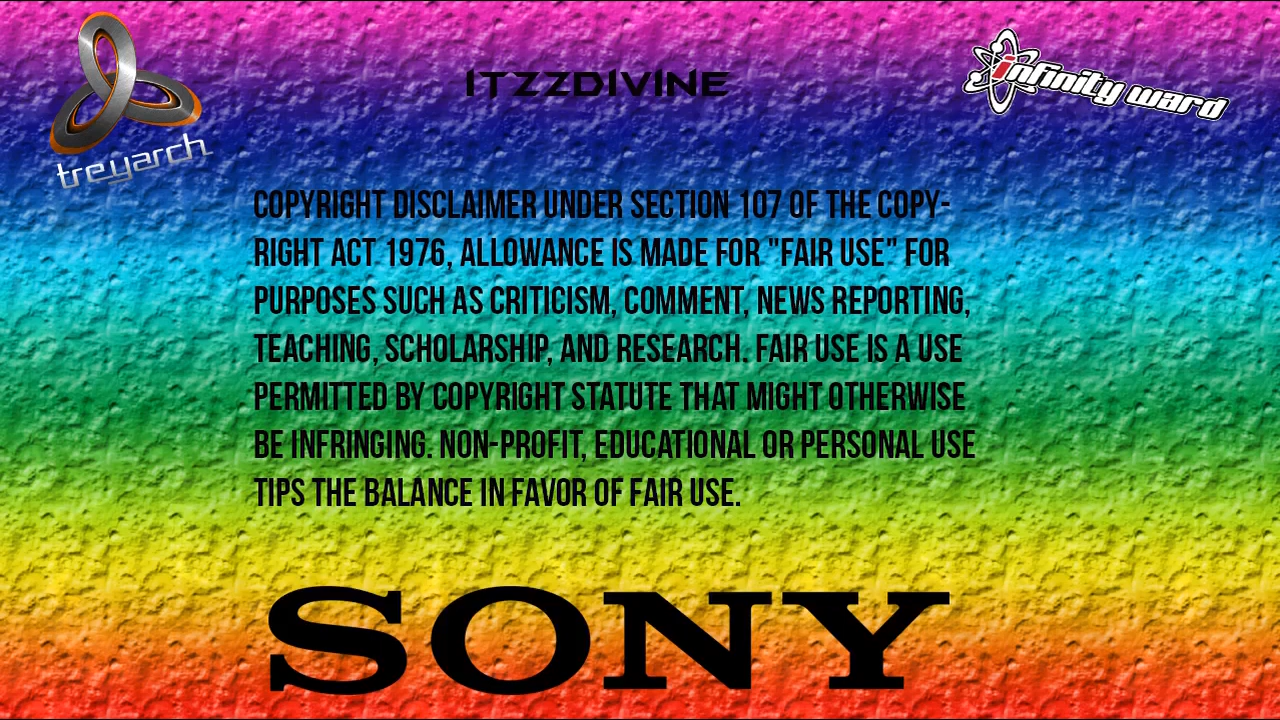 treyarch
ITZZDIVINE
infinity ward
COPYRIGHT DISCLAIMER UNDER SECTION 107 OF THE COPY-
RIGHT ACT 1976, ALLOWANCE IS MADE FOR "FAIR USE" FOR
PURPOSES SUCH AS CRITICISM, COMMENT, NEWS REPORTING,
TEACHING, SCHOLARSHIP, AND RESEARCH. FAIR USE IS A USE
PERMITTED BY COPYRIGHT STATUTE THAT MIGHT OTHERWISE
BE INFRINGING. NON-PROFIT, EDUCATIONAL OR PERSONAL USE
TIPS THE BALANCE IN FAVOR OF FAIR USE.
SONY